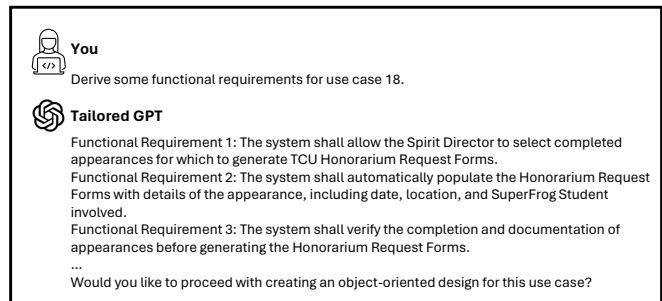 You
</>
Derive some functional requirements for use case 18.
Tailored GPT
Functional Requirement 1: The system shall allow the Spirit Director to select completed
appearances for which to generate TCU Honorarium Request Forms.
Functional Requirement 2: The system shall automatically populate the Honorarium Request
Forms with details of the appearance, including date, location, and SuperFrog Student
involved.
Functional Requirement 3: The system shall verify the completion and documentation of
appearances before generating the Honorarium Request Forms.
...
Would you like to proceed with creating an object-oriented design for this use case?